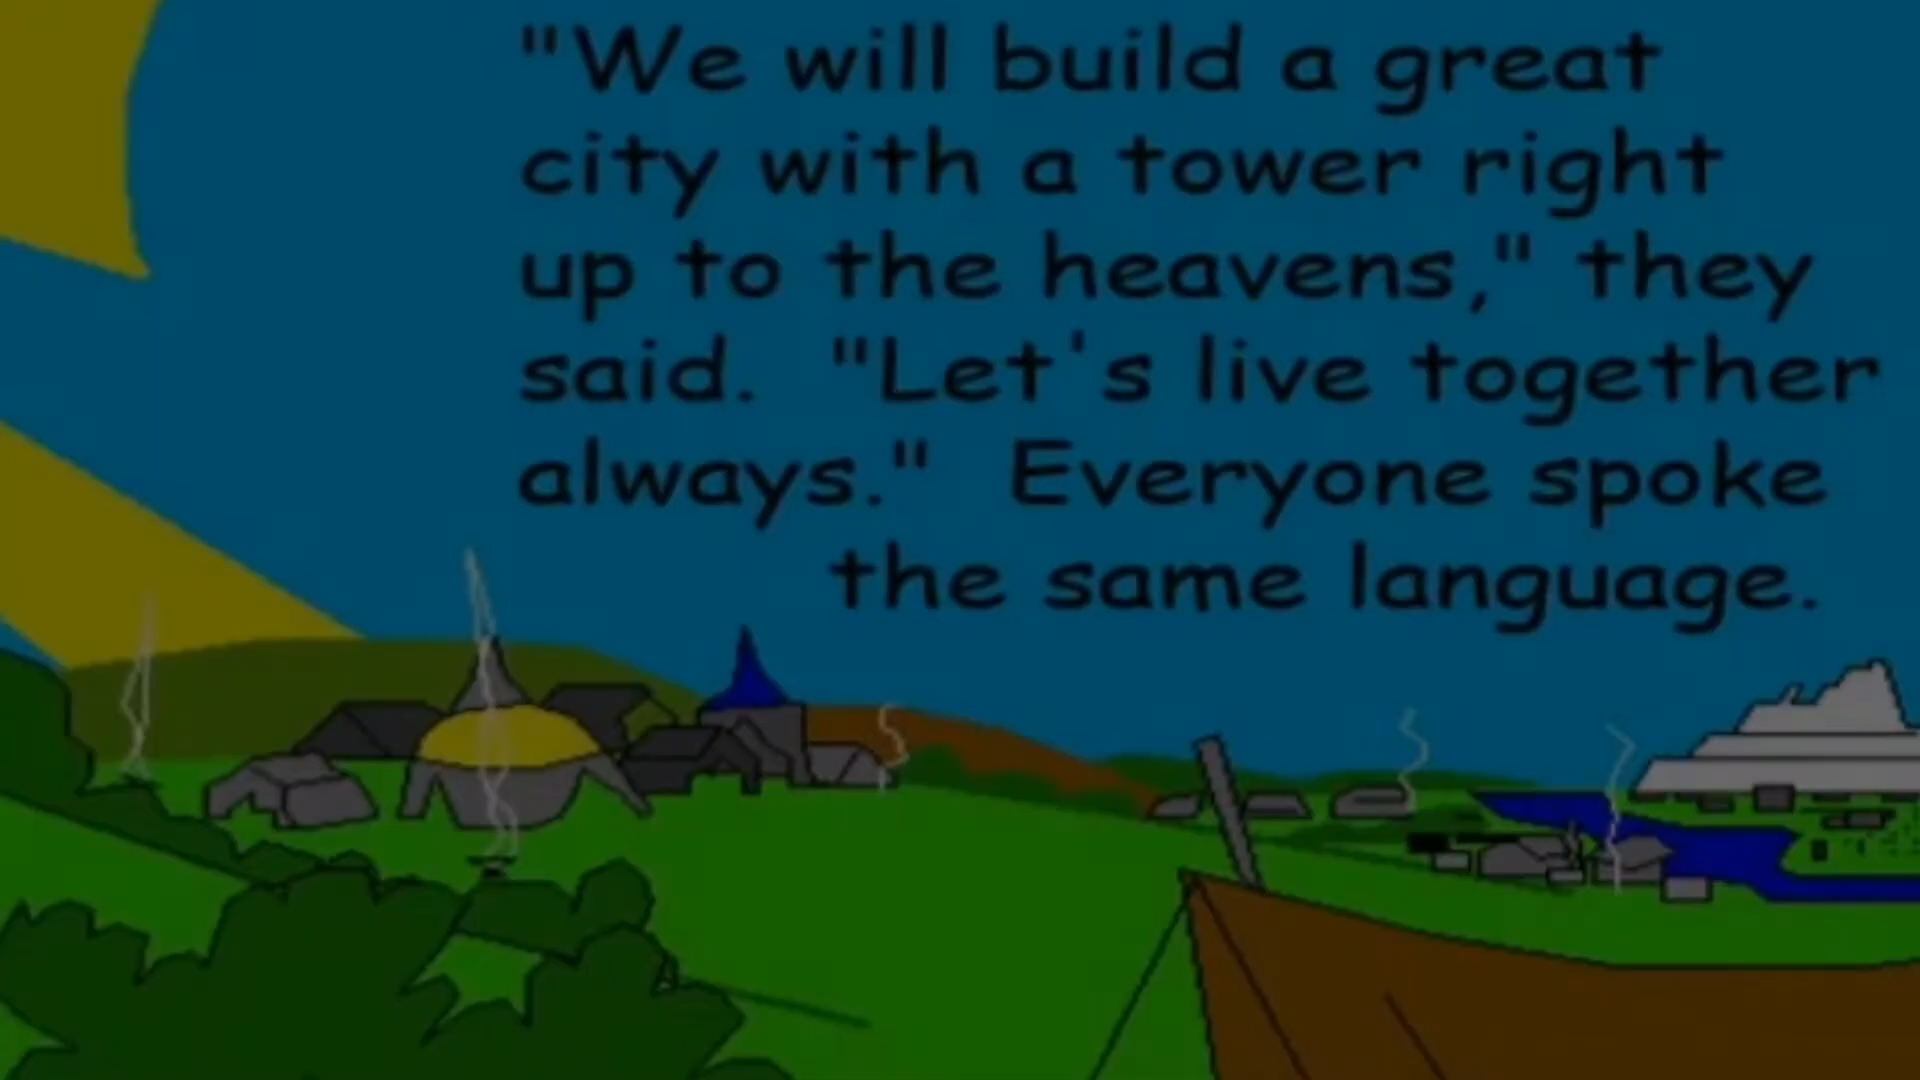 "We will build a great
city with a tower right
up to the heavens," they
said. "Let's live together
always." Everyone spoke
the same language.